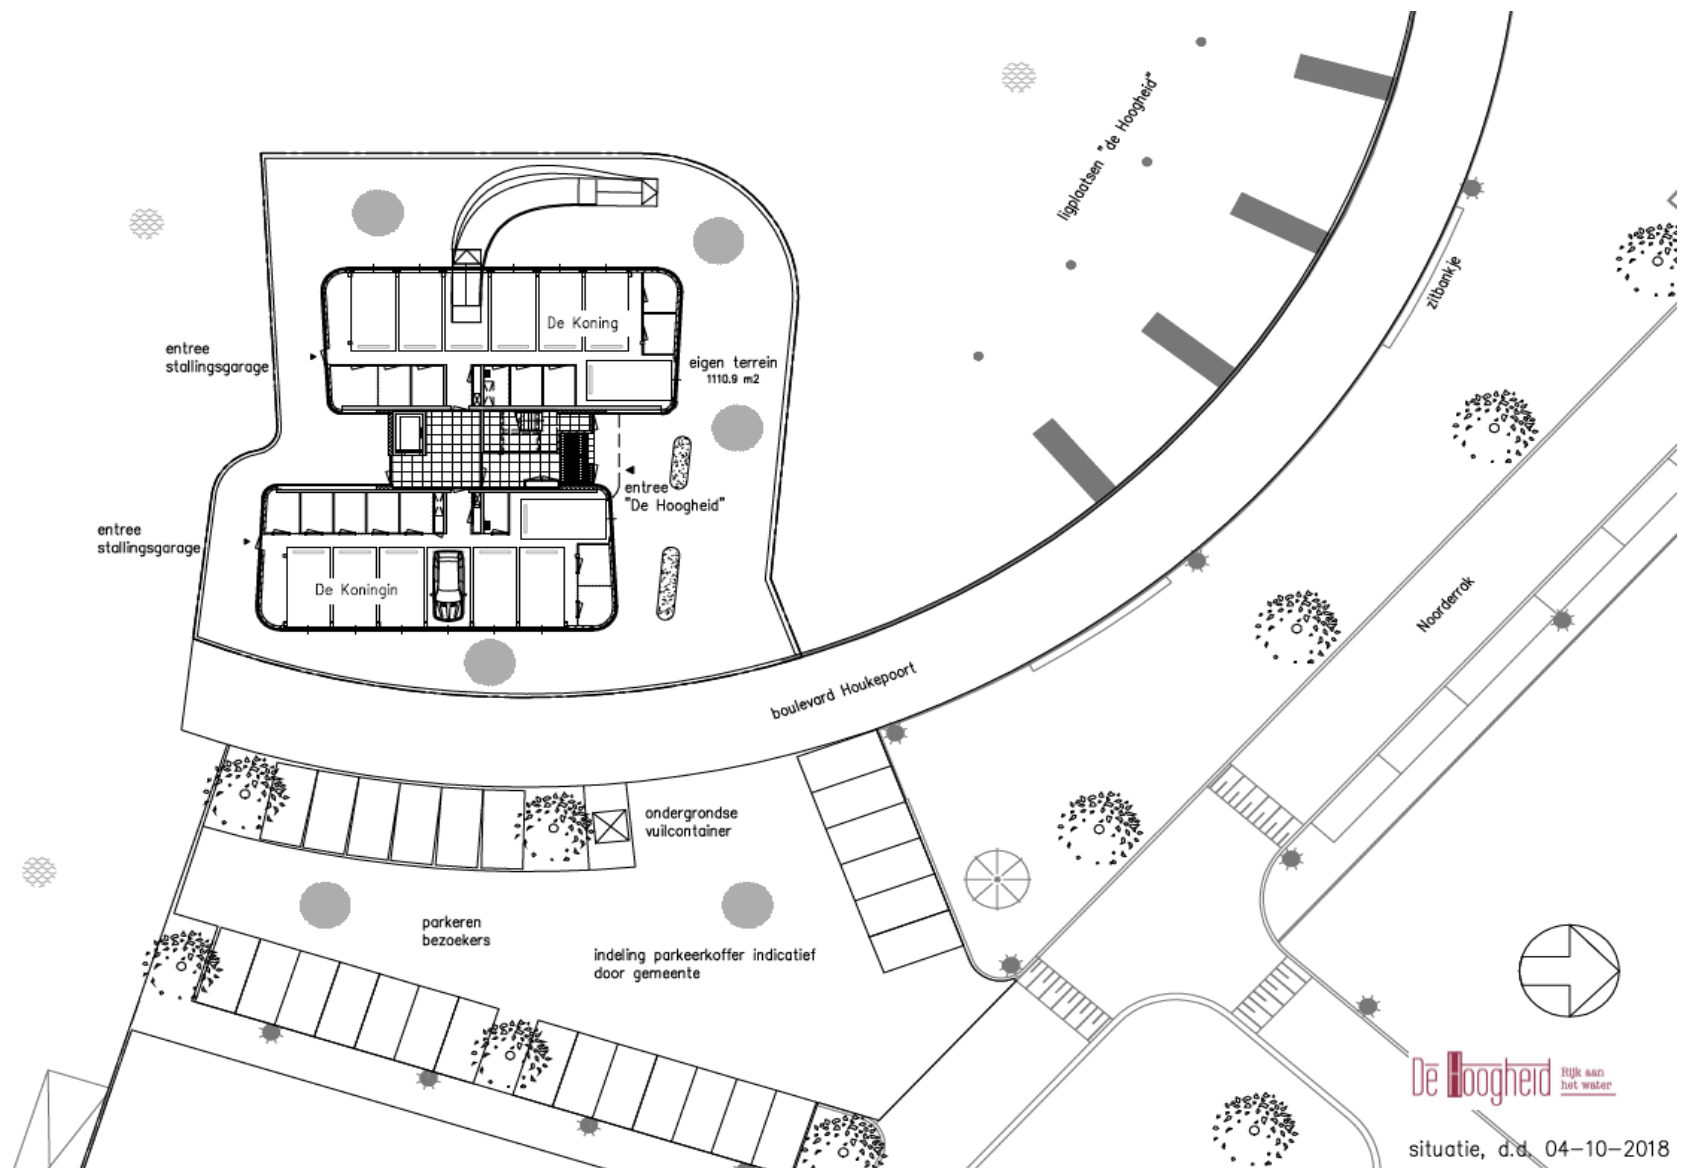 ligplaatsen "de Hoogheid"
zitbankje
De Koning
entree
stallingsgarage
eigen terrein
1110.9 m2
entree
"De Hoogheid"
entree
stallingsgarage
De Koningin
Noorderrak
boulevard Houkepoort
ondergrondse
vuilcontainer
parkeren
bezoekers
indeling parkeerkoffer indicatief
door gemeente
De Hoogheid
Rijk aan
het water
situatie, d.d. 04-10-2018